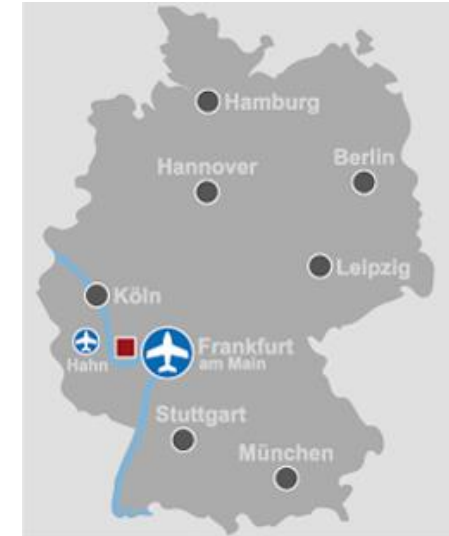 Hamburg
Berlin
Hannover
Leipzig
Köln
Frankfurt
am Main
Hahn
Stuttgart
München